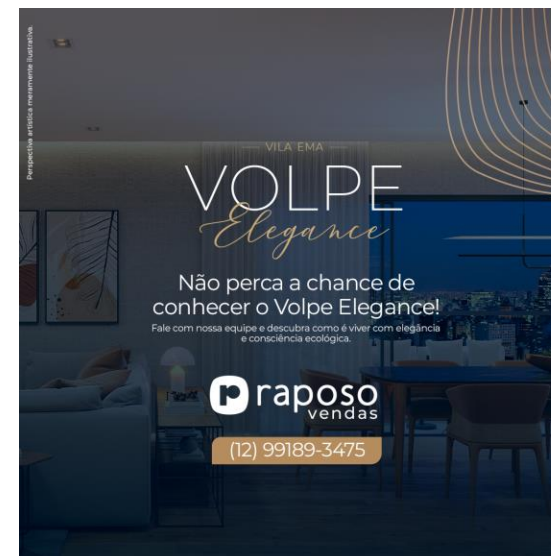 Perspectiva artística meramente ilustrativa.
VILA EMA
VOLPE
Elegance
Não perca a chance de
conhecer o Volpe Elegance!
Fale com nossa equipe e descubra como é viver com elegância
e consciência ecológica.
raposo
vendas
(12) 99189-3475